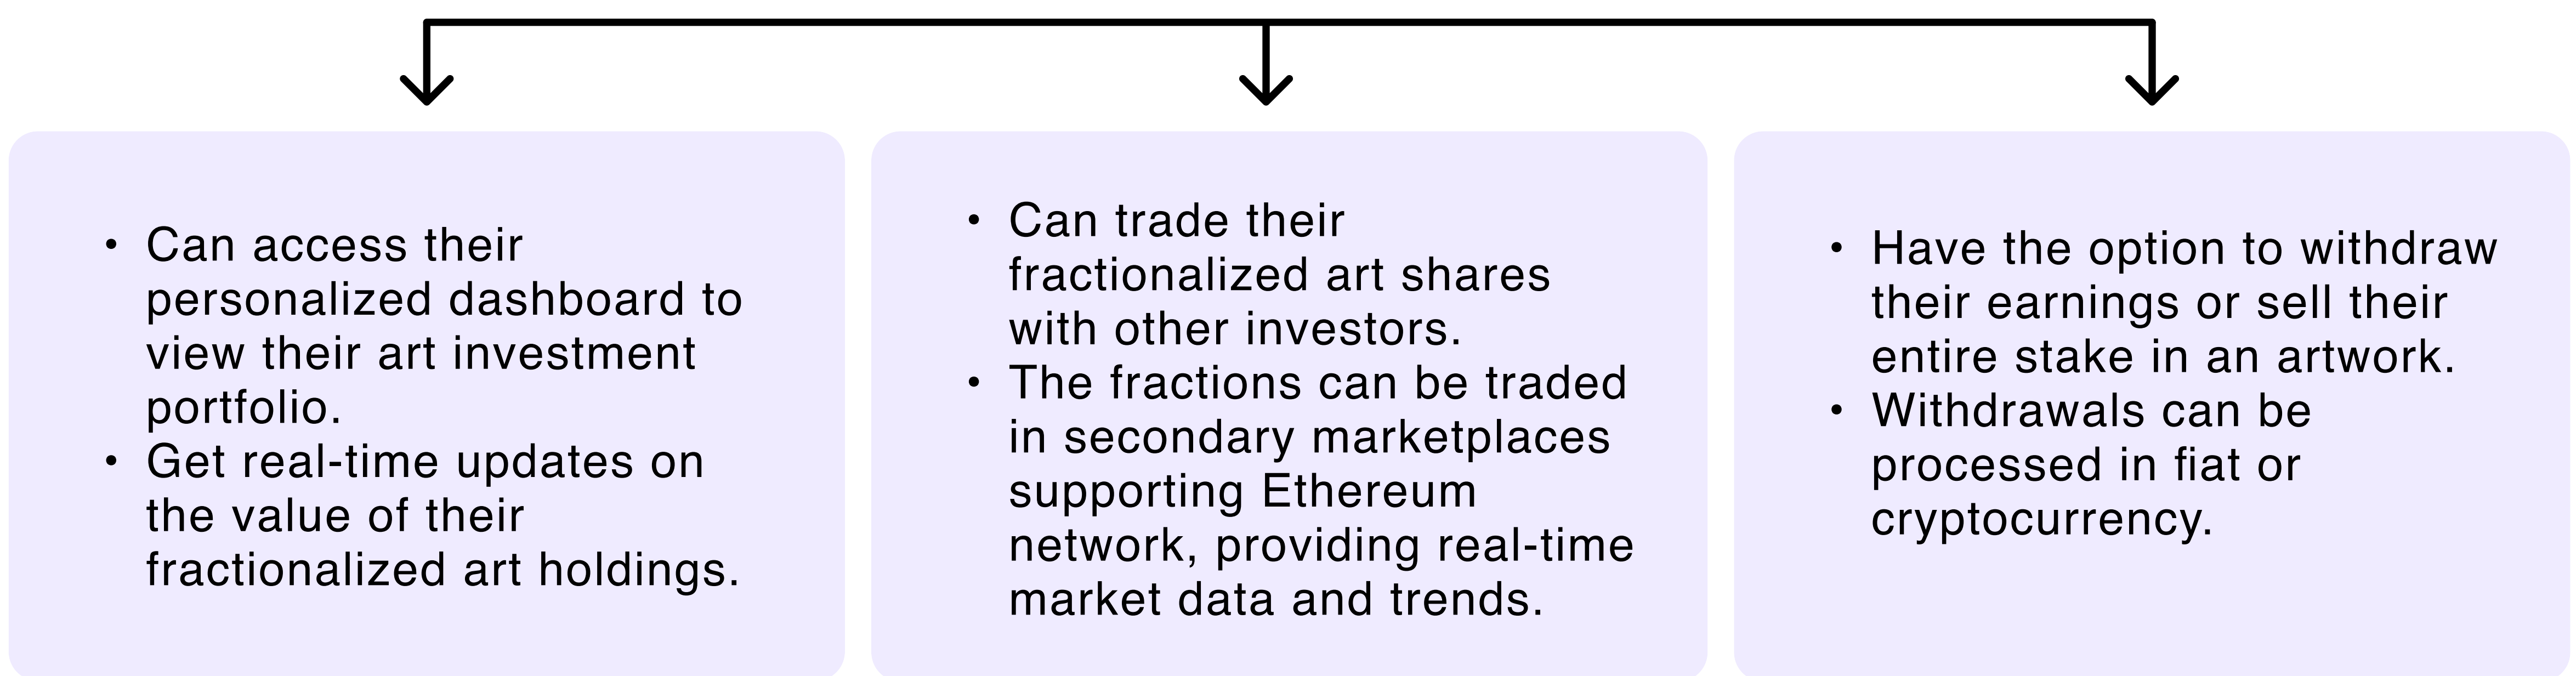 • Can access their
personalized dashboard to
view their art investment
portfolio.
• Get real-time updates on
the value of their
fractionalized art holdings.
• Can trade their
fractionalized art shares
with other investors.
• The fractions can be traded
in secondary marketplaces
supporting Ethereum
network, providing real-time
market data and trends.
• Have the option to withdraw
their earnings or sell their
entire stake in an artwork.
• Withdrawals can be
processed in fiat or
cryptocurrency.